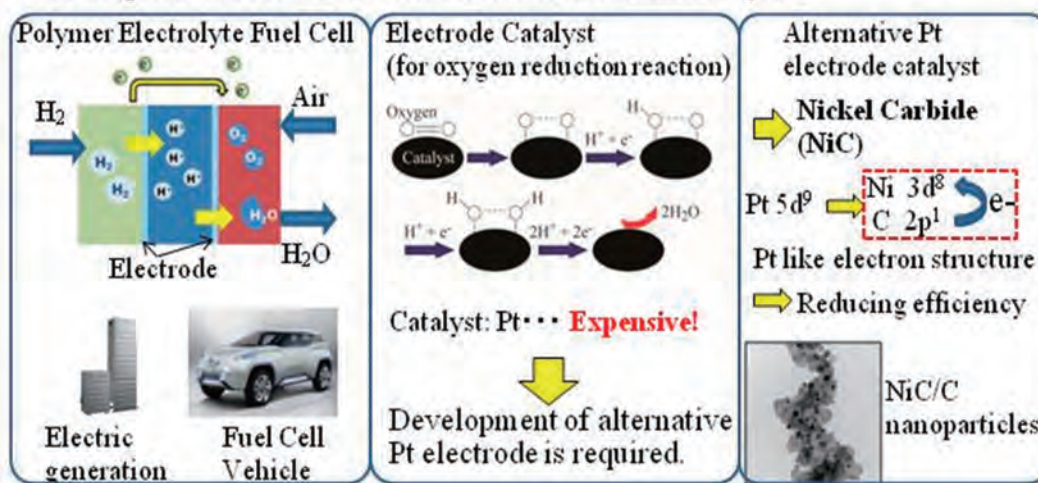 Polymer Electrolyte Fuel Cell
e e
e e
H₂
Air
H₂
H₂
H⁺
H⁺
H⁺
H⁺
O₂
O₂
H₂O
H₂O
Electrode
Electric
generation
Fuel Cell
Vehicle
Electrode Catalyst
(for oxygen reduction reaction)
Oxygen
Catalyst
H⁺ + e⁻
H
H⁺ + e⁻
H H
2H⁺ + 2e⁻
2H₂O
Catalyst: Pt··· Expensive!
Development of alternative
Pt electrode is required.
Alternative Pt
electrode catalyst
Nickel Carbide
(NiC)
Pt 5d⁹
Ni 3d⁸
C 2p¹
e-
Pt like electron structure
Reducing efficiency
NiC/C
nanoparticles